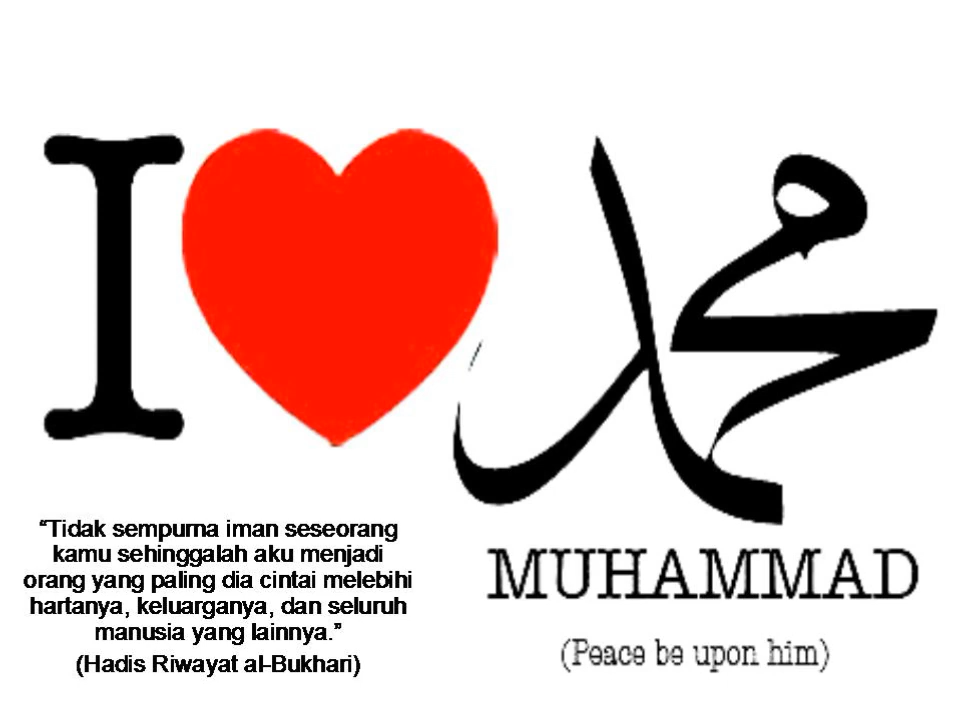 I
محمد
MUHAMMAD
(Peace be upon him)
“Tidak sempurna iman seseorang
kamu sehinggalah aku menjadi
orang yang paling dia cintai melebihi
hartanya, keluarganya, dan seluruh
manusia yang lainnya.”
(Hadis Riwayat al-Bukhari)